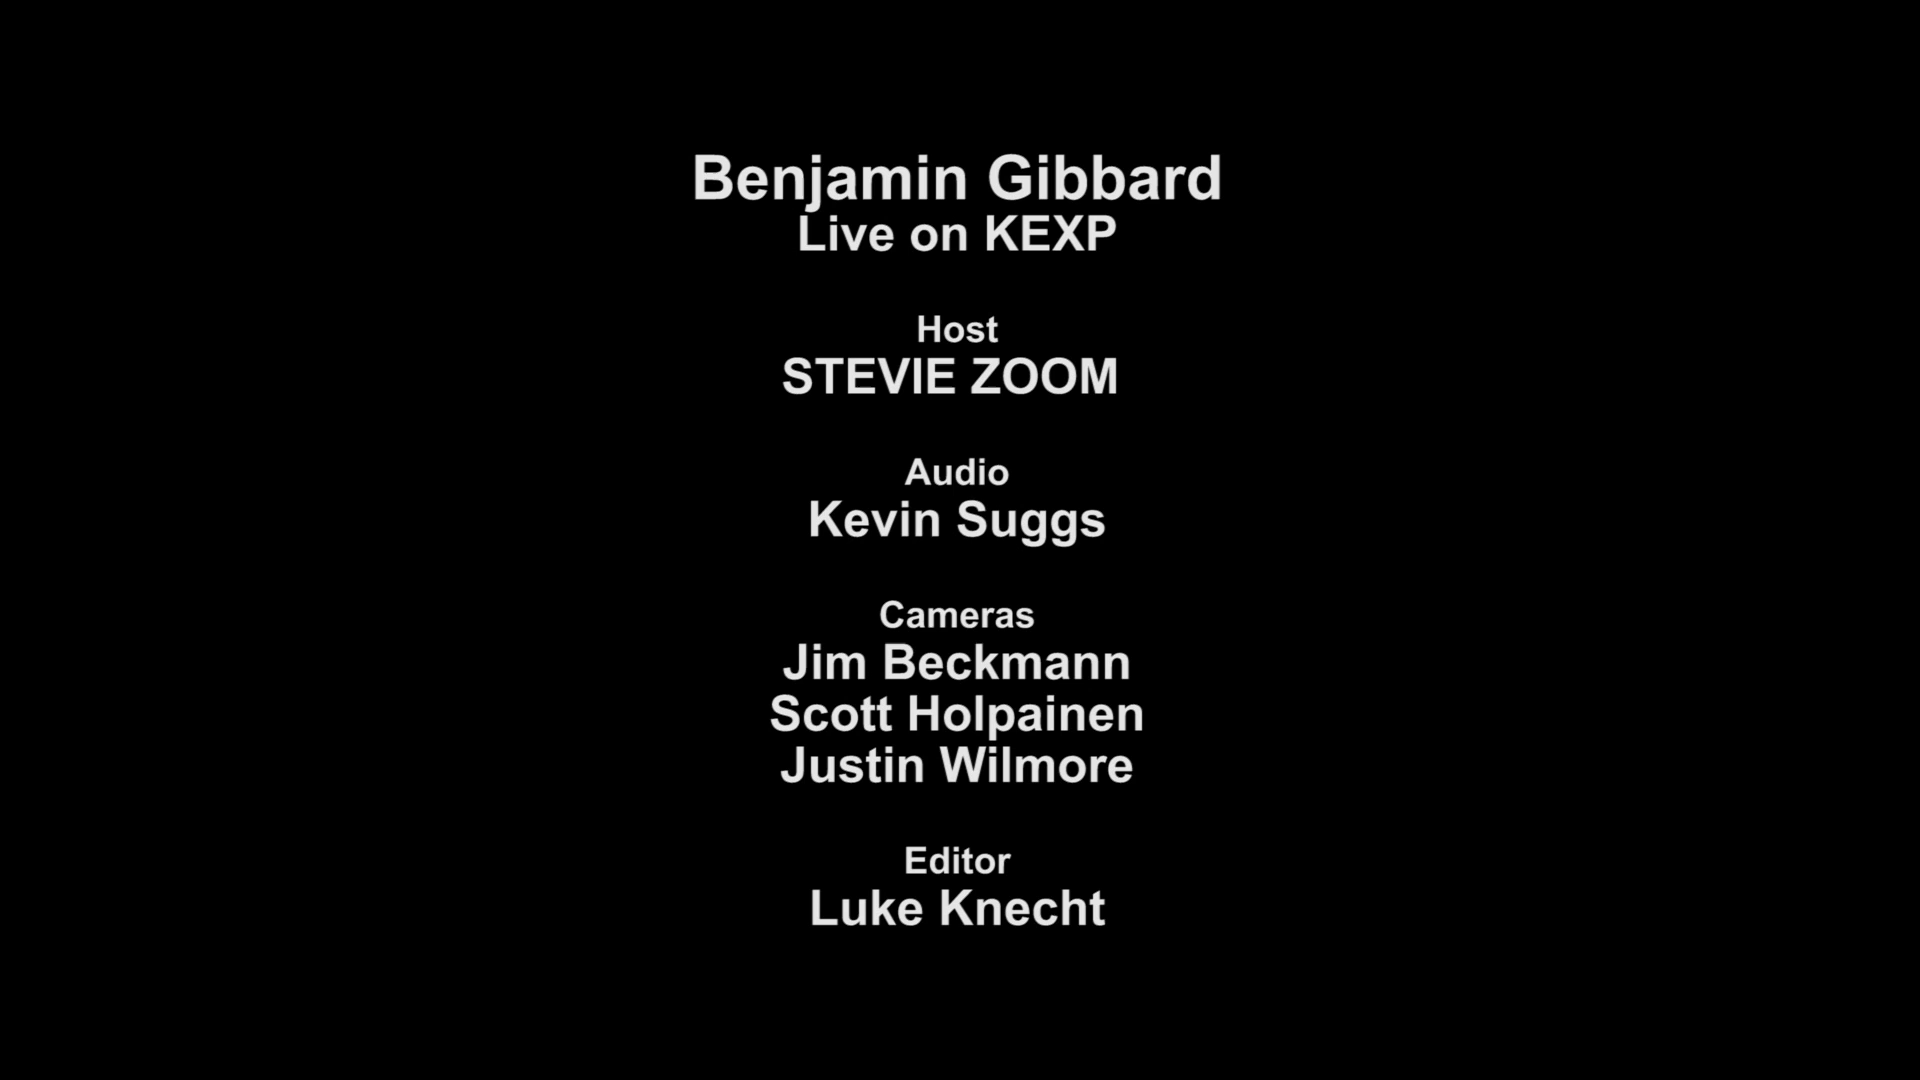 Benjamin Gibbard
Live on KEXP
Host
STEVIE ZOOM
Audio
Kevin Suggs
Cameras
Jim Beckmann
Scott Holpainen
Justin Wilmore
Editor
Luke Knecht